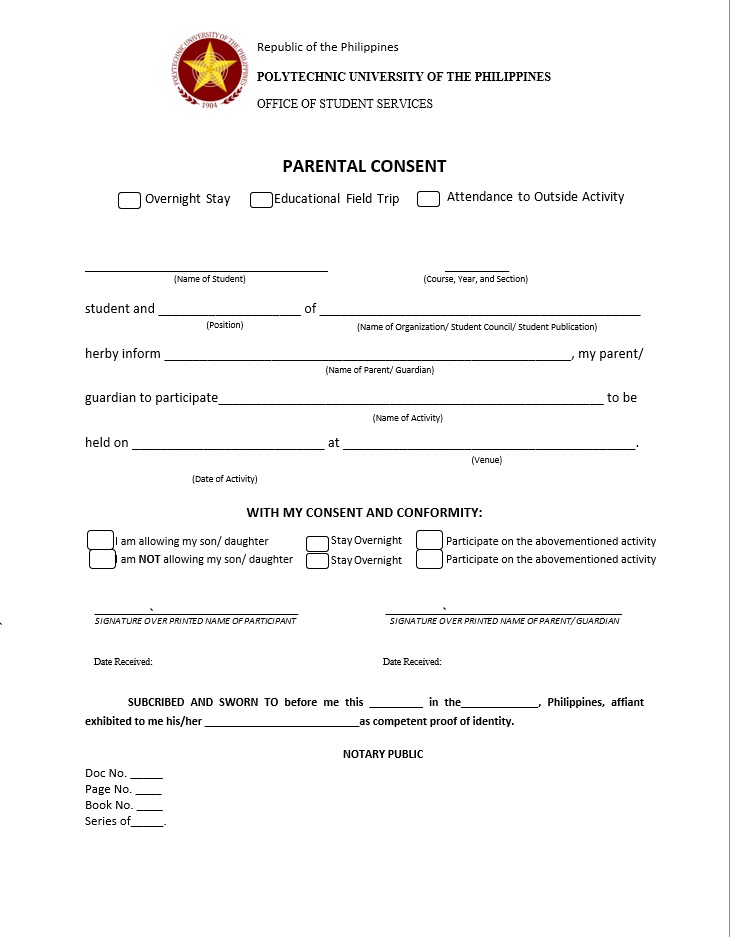 POLYTECHNIC UNIVERSITY OF THE PHILIPPINES
1904
Republic of the Philippines
POLYTECHNIC UNIVERSITY OF THE PHILIPPINES
OFFICE OF STUDENT SERVICES
PARENTAL CONSENT
Overnight Stay Educational Field Trip Attendance to Outside Activity
(Name of Student) (Course, Year, and Section)
student and ____________________ of ______________________________________________
(Position) (Name of Organization/ Student Council/ Student Publication)
herby inform __________________________________________________________, my parent/
(Name of Parent/ Guardian)
guardian to participate_______________________________________________________ to be
(Name of Activity)
held on ___________________________ at __________________________________________.
(Venue)
(Date of Activity)
WITH MY CONSENT AND CONFORMITY:
I am allowing my son/ daughter Stay Overnight Participate on the abovementioned activity
I am NOT allowing my son/ daughter Stay Overnight Participate on the abovementioned activity
SIGNATURE OVER PRINTED NAME OF PARTICIPANT SIGNATURE OVER PRINTED NAME OF PARENT/GUARDIAN
Date Received: Date Received:
SUBCRIBED AND SWORN TO before me this _________ in the_____________, Philippines, affiant
exhibited to me his/her __________________________as competent proof of identity.
NOTARY PUBLIC
Doc No. _____
Page No. ____
Book No. ____
Series of_____.